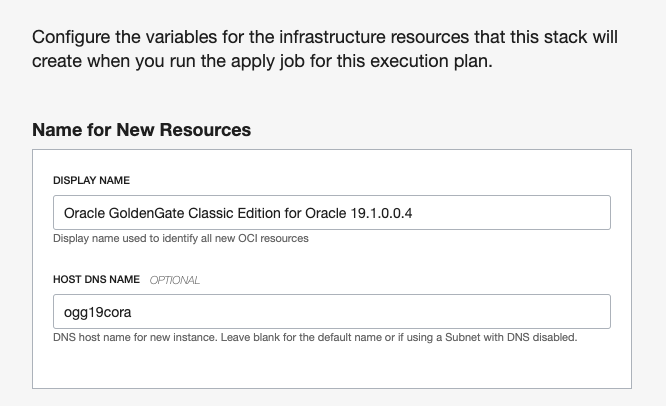 Configure the variables for the infrastructure resources that this stack will
create when you run the apply job for this execution plan.
Name for New Resources
DISPLAY NAME
Oracle GoldenGate Classic Edition for Oracle 19.1.0.0.4
Display name used to identify all new OCI resources
HOST DNS NAME OPTIONAL
ogg19cora
DNS host name for new instance. Leave blank for the default name or if using a Subnet with DNS disabled.